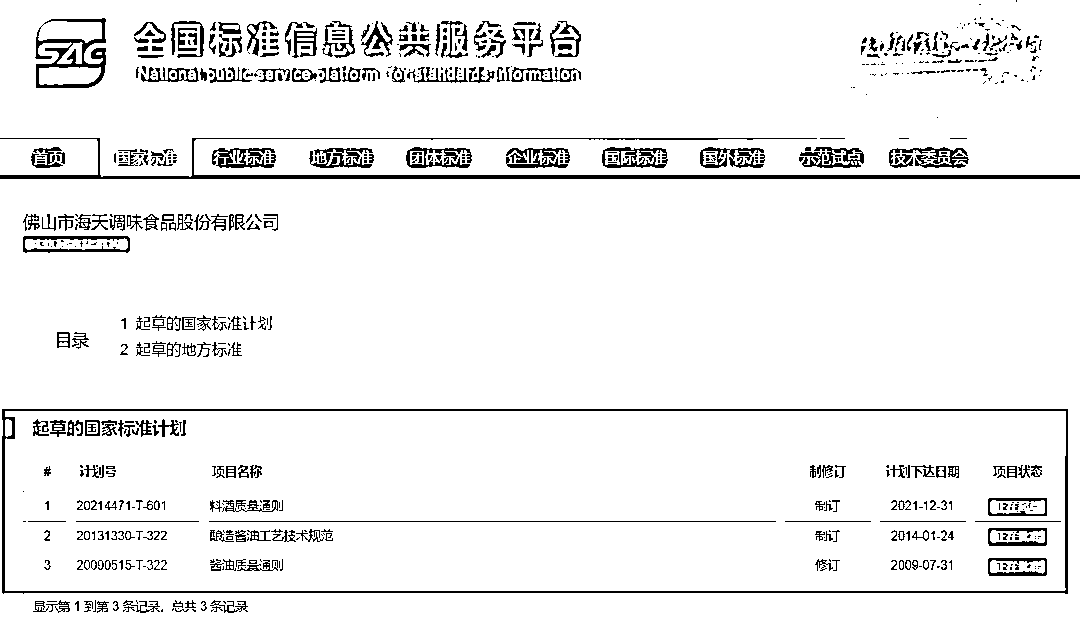 SAC
全国标准信息公共服务平台
National public service platform for standards information
首页 国家标准 行业标准 地方标准 团体标准 企业标准 国际标准 国外标准 示范试点 技术委员会
佛山市海天调味食品股份有限公司
目录
1 起草的国家标准计划
2 起草的地方标准
起草的国家标准计划
# 计划号 项目名称 制修订 计划下达日期 项目状态
1 20214471-T-601 料酒质量通则 制订 2021-12-31
2 20131330-T-322 酿造酱油工艺技术规范 制订 2014-01-24
3 20090515-T-322 酱油质量通则 修订 2009-07-31
显示第 1 到第 3 条记录，总共 3 条记录